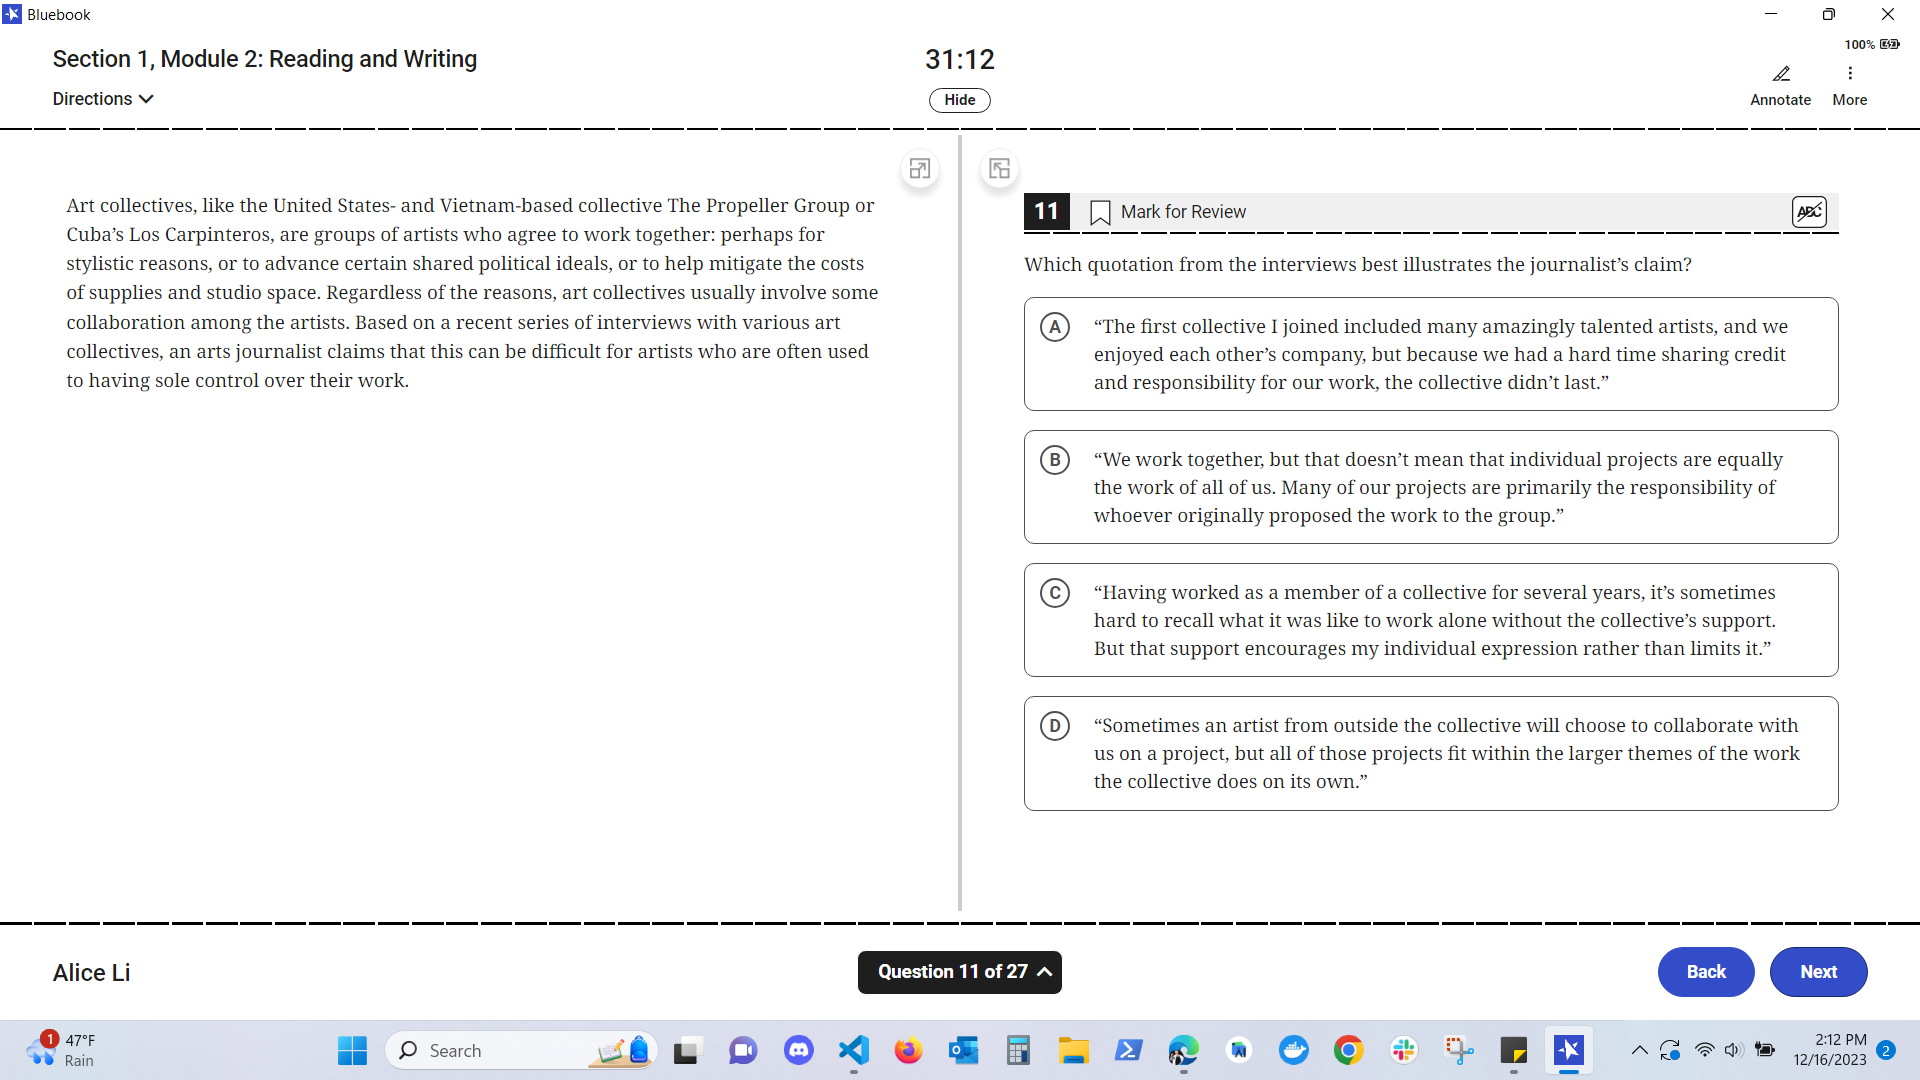 Bluebook
Section 1, Module 2: Reading and Writing
31:12
100%
Directions
Hide
Annotate
More
Art collectives, like the United States- and Vietnam-based collective The Propeller Group or
Cuba’s Los Carpinteros, are groups of artists who agree to work together: perhaps for
stylistic reasons, or to advance certain shared political ideals, or to help mitigate the costs
of supplies and studio space. Regardless of the reasons, art collectives usually involve some
collaboration among the artists. Based on a recent series of interviews with various art
collectives, an arts journalist claims that this can be difficult for artists who are often used
to having sole control over their work.
11
Mark for Review
ABC
Which quotation from the interviews best illustrates the journalist’s claim?
A
“The first collective I joined included many amazingly talented artists, and we
enjoyed each other’s company, but because we had a hard time sharing credit
and responsibility for our work, the collective didn’t last.”
B
“We work together, but that doesn’t mean that individual projects are equally
the work of all of us. Many of our projects are primarily the responsibility of
whoever originally proposed the work to the group.”
C
“Having worked as a member of a collective for several years, it’s sometimes
hard to recall what it was like to work alone without the collective’s support.
But that support encourages my individual expression rather than limits it.”
D
“Sometimes an artist from outside the collective will choose to collaborate with
us on a project, but all of those projects fit within the larger themes of the work
the collective does on its own.”
Alice Li
Question 11 of 27
Back
Next
1
47°F
Rain
Search
2:12 PM
12/16/2023
2